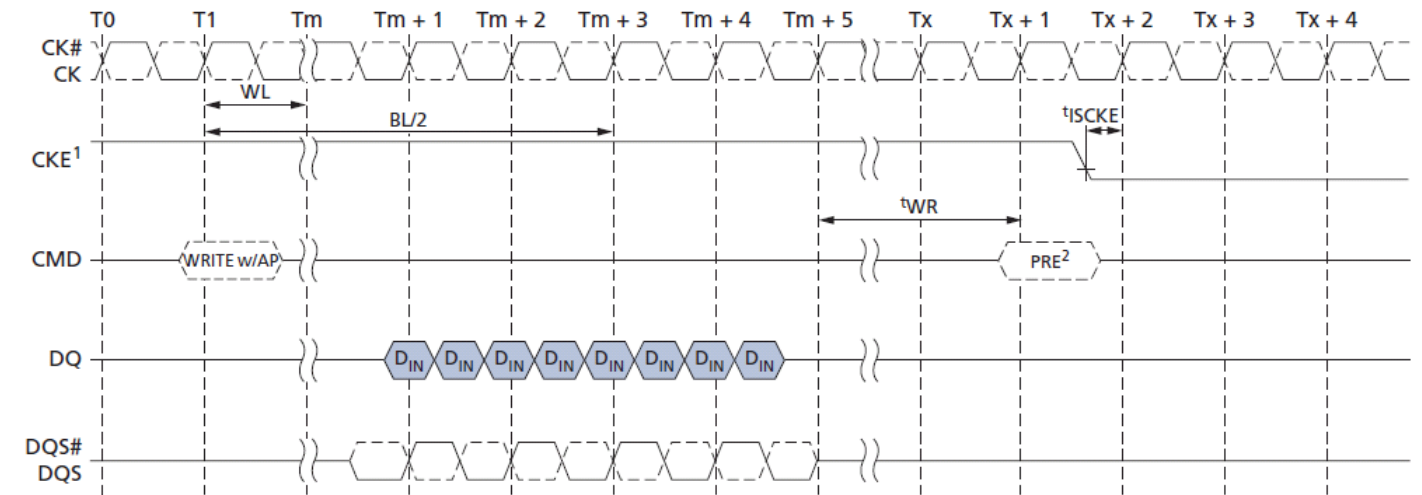 T0 T1 Tm Tm + 1 Tm + 2 Tm + 3 Tm + 4 Tm + 5 Tx Tx + 1 Tx + 2 Tx + 3 Tx + 4
CK#
CK
WL
BL/2
tISCKE
CKE1
tWR
CMD WRITE w/AP PRE2
DQ DIN DIN DIN DIN DIN DIN DIN DIN
DQS#
DQS